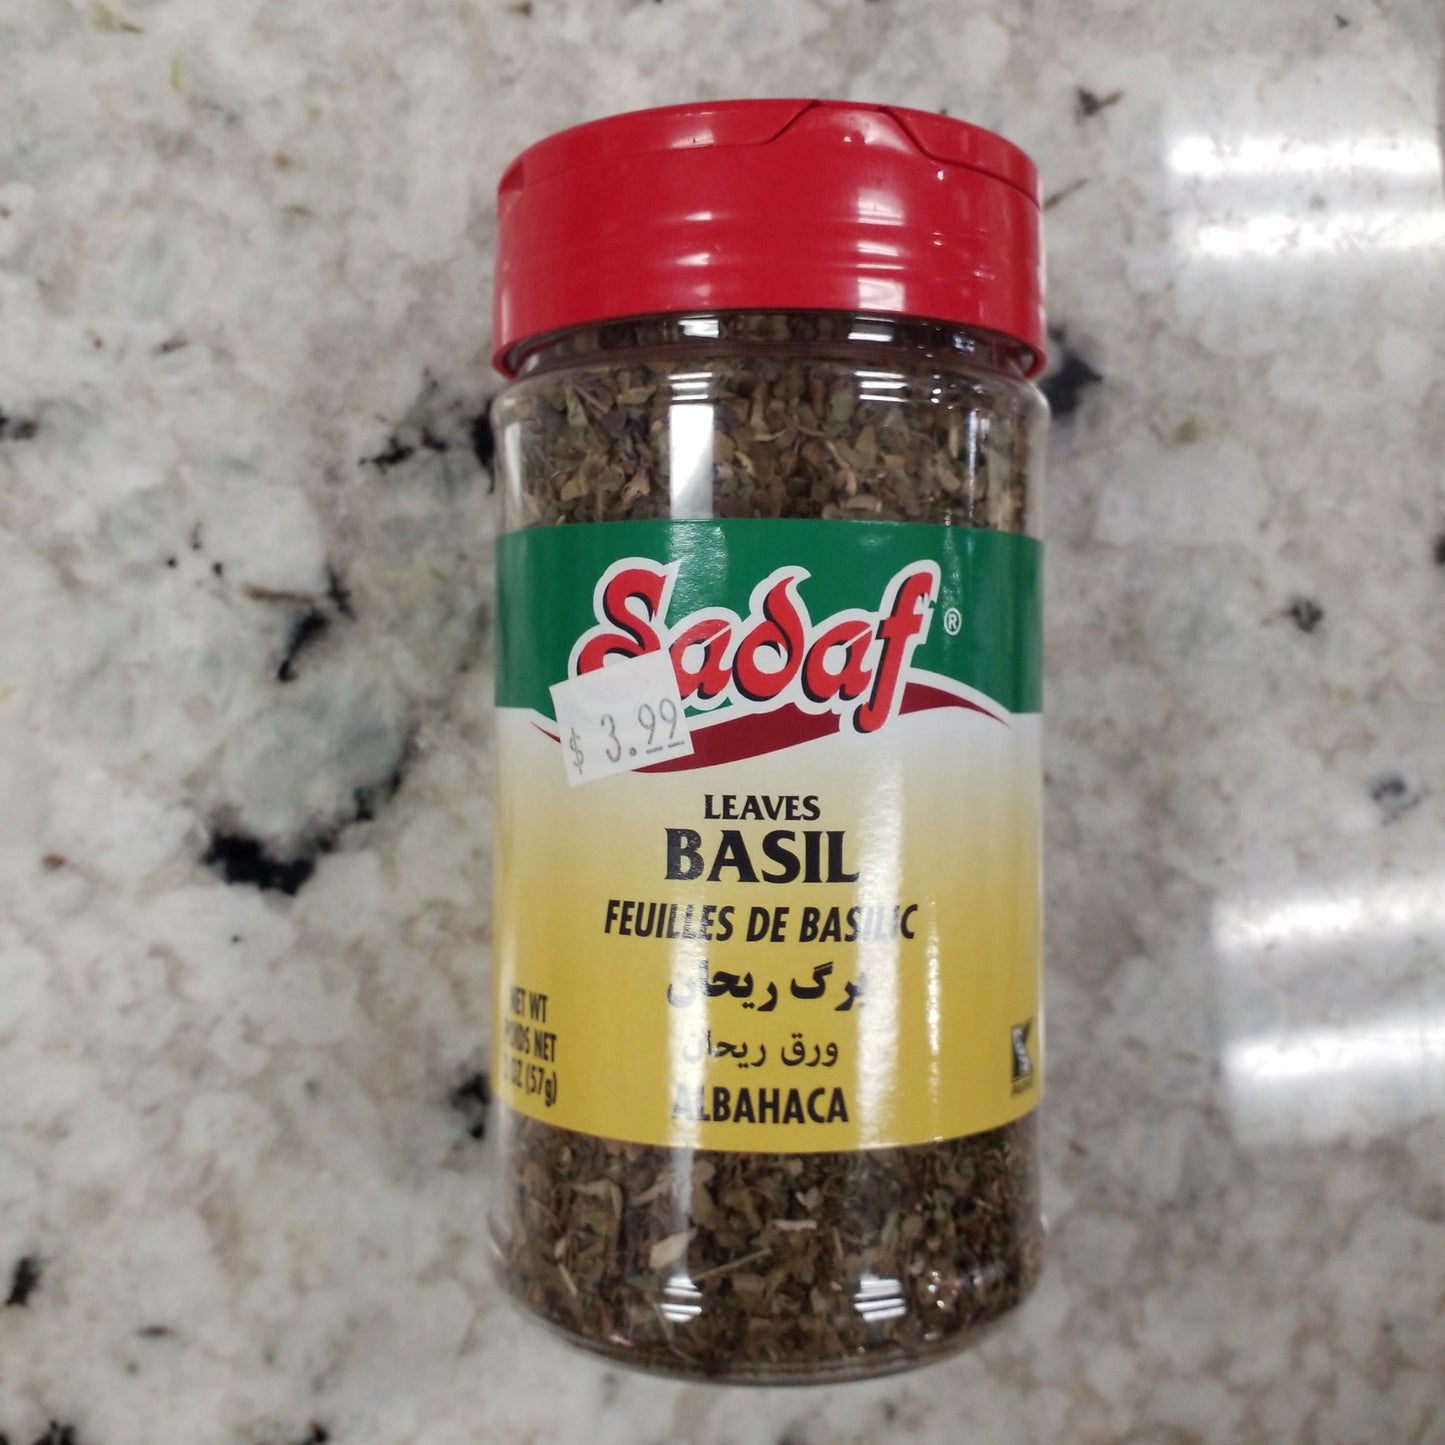 Sadaf®
$ 3.99
LEAVES
BASIL
FEUILLES DE BASILIC
برگ ریحان
ورق ريحان
ALBAHACA
NET WT
POIDS NET
OZ (57g)
K